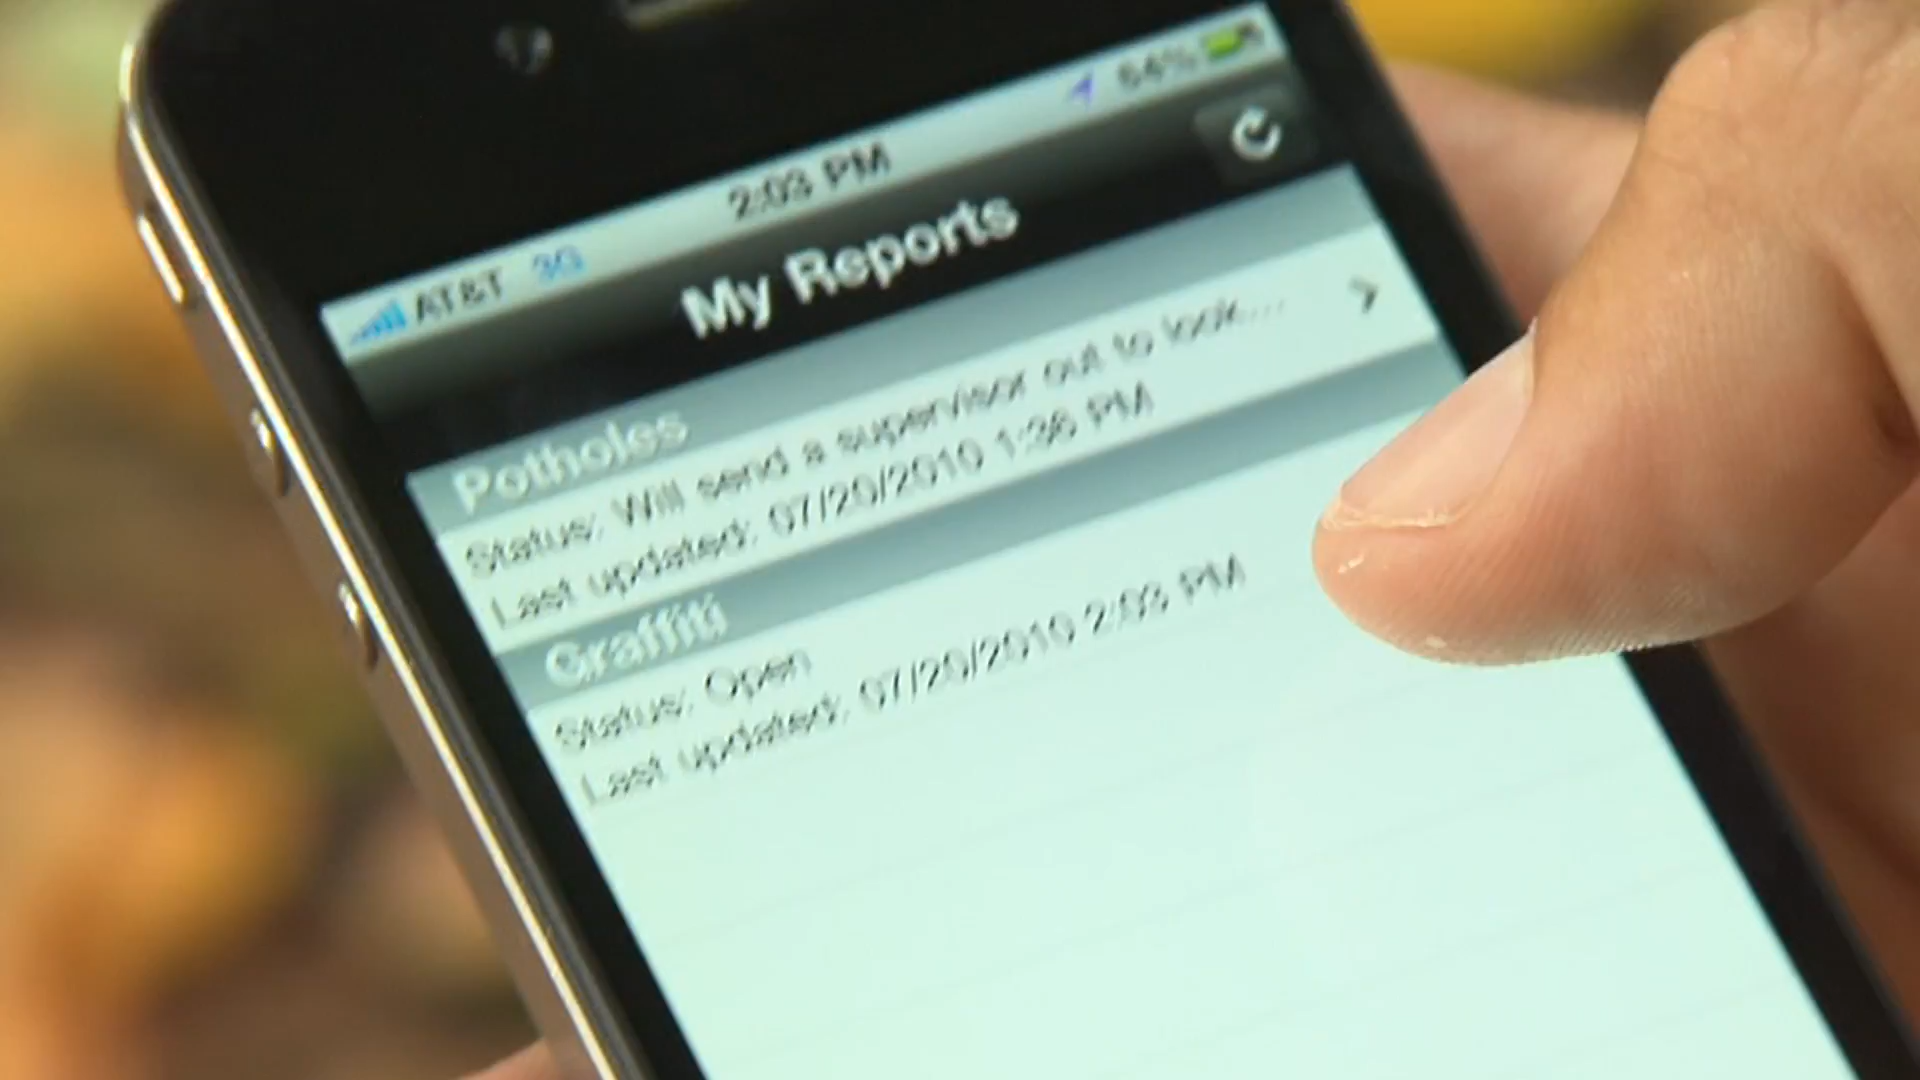 AT&T 3G 2:03 PM 64%
My Reports
Potholes
Status: Will send a supervisor out to look...
Last updated: 07/20/2010 1:36 PM
Graffiti
Status: Open
Last updated: 07/20/2010 2:03 PM